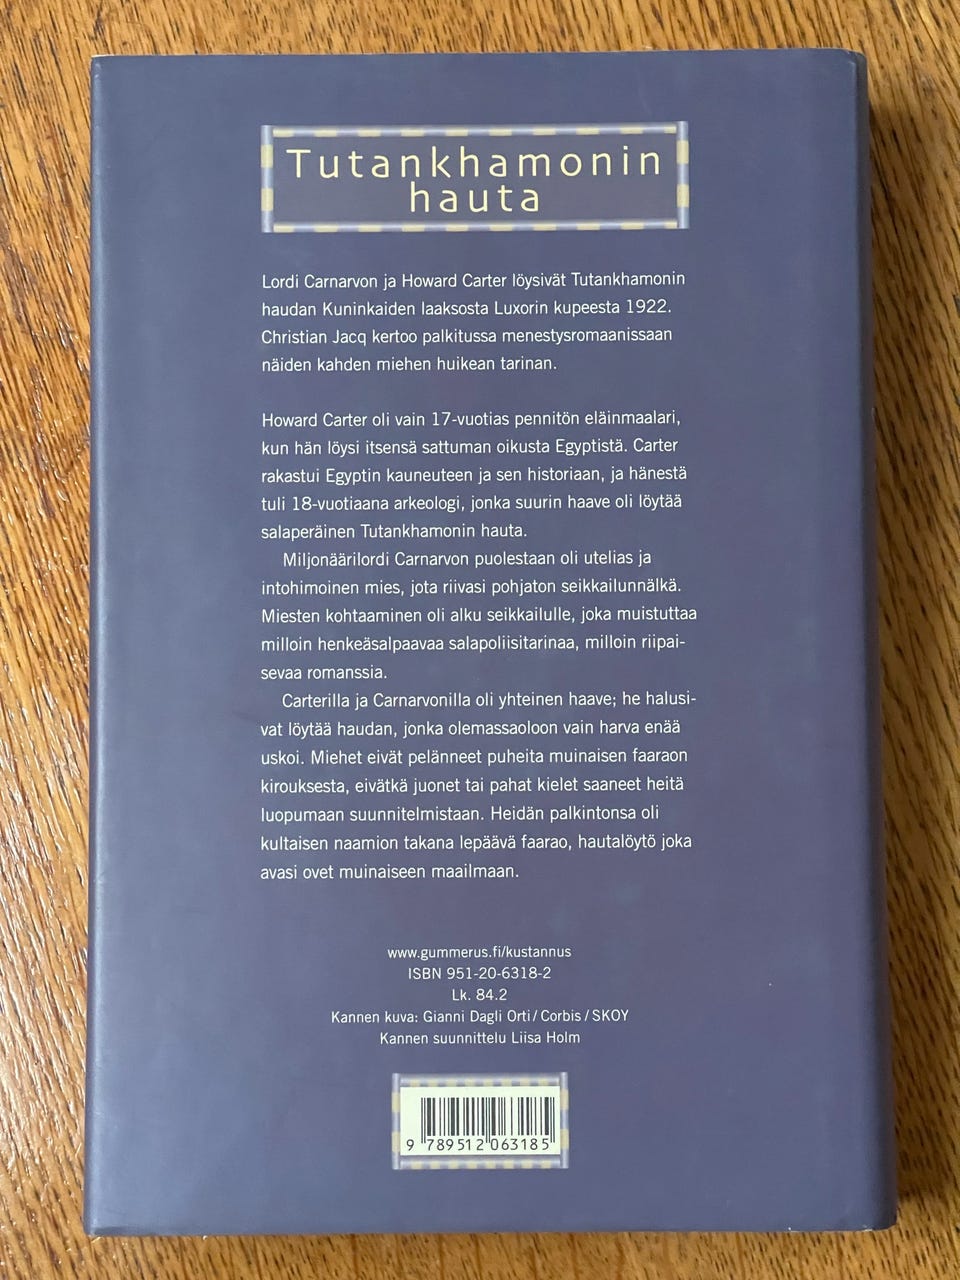 Tutankhamonin
hauta
Lordi Carnarvon ja Howard Carter löysivät Tutankhamonin
haudan Kuninkaiden laaksosta Luxorin kupeesta 1922.
Christian Jacq kertoo palkitussa menestysromaanissaan
näiden kahden miehen huikean tarinan.
Howard Carter oli vain 17-vuotias pennitön eläinmaalari,
kun hän löysi itsensä sattuman oikusta Egyptistä. Carter
rakastui Egyptin kauneuteen ja sen historiaan, ja hänestä
tuli 18-vuotiaana arkeologi, jonka suurin haave oli löytää
salaperäinen Tutankhamonin hauta.
Miljonäärilordi Carnarvon puolestaan oli utelias ja
intohimoinen mies, jota riivasi pohjaton seikkailunnälkä.
Miesten kohtaaminen oli alku seikkailulle, joka muistuttaa
milloin henkeäsalpaavaa salapoliisitarinaa, milloin riipai-
sevaa romanssia.
Carterilla ja Carnarvonilla oli yhteinen haave; he halusi-
vat löytää haudan, jonka olemassaoloon vain harva enää
uskoi. Miehet eivät pelänneet puheita muinaisen faaraon
kirouksesta, eivätkä juonet tai pahat kielet saaneet heitä
luopumaan suunnitelmistaan. Heidän palkintonsa oli
kultaisen naamion takana lepäävä faarao, hautalöytö joka
avasi ovet muinaiseen maailmaan.
www.gummerus.fi/kustannus
ISBN 951-20-6318-2
Lk. 84.2
Kannen kuva: Gianni Dagli Orti / Corbis / SKOY
Kannen suunnittelu Liisa Holm
9 789512 063185